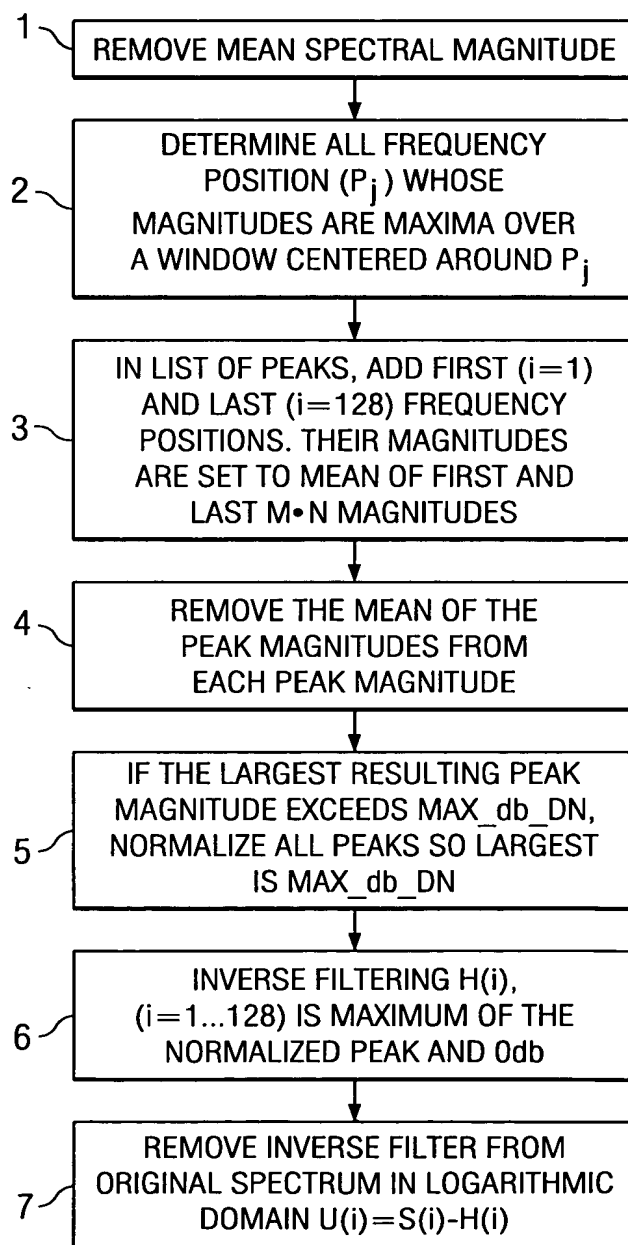 1
REMOVE MEAN SPECTRAL MAGNITUDE
2
DETERMINE ALL FREQUENCY
POSITION (Pj) WHOSE
MAGNITUDES ARE MAXIMA OVER
A WINDOW CENTERED AROUND Pj
3
IN LIST OF PEAKS, ADD FIRST (i=1)
AND LAST (i=128) FREQUENCY
POSITIONS. THEIR MAGNITUDES
ARE SET TO MEAN OF FIRST AND
LAST M•N MAGNITUDES
4
REMOVE THE MEAN OF THE
PEAK MAGNITUDES FROM
EACH PEAK MAGNITUDE
5
IF THE LARGEST RESULTING PEAK
MAGNITUDE EXCEEDS MAX_db_DN,
NORMALIZE ALL PEAKS SO LARGEST
IS MAX_db_DN
6
INVERSE FILTERING H(i),
(i=1...128) IS MAXIMUM OF THE
NORMALIZED PEAK AND 0db
7
REMOVE INVERSE FILTER FROM
ORIGINAL SPECTRUM IN LOGARITHMIC
DOMAIN U(i)=S(i)-H(i)